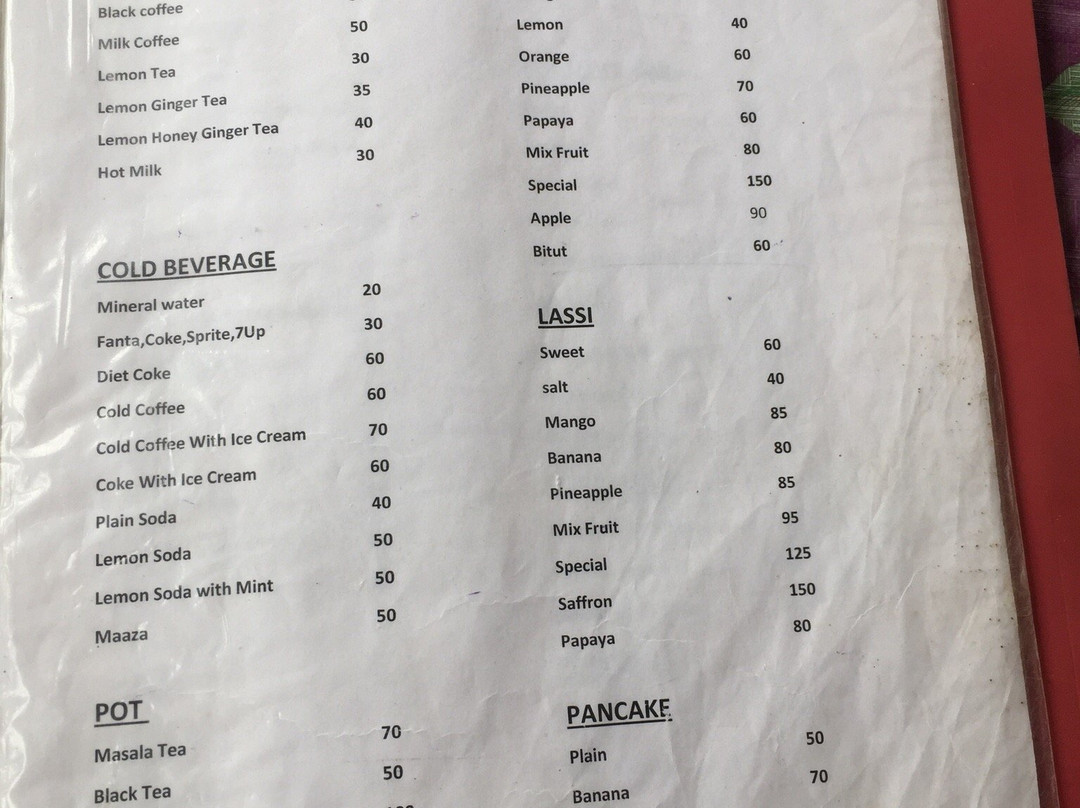 Black coffee
Milk Coffee 50
Lemon Tea 30
Lemon Ginger Tea 35
Lemon Honey Ginger Tea 40
Hot Milk 30
COLD BEVERAGE
Mineral water 20
Fanta,Coke,Sprite,7Up 30
Diet Coke 60
Cold Coffee 60
Cold Coffee With Ice Cream 70
Coke With Ice Cream 60
Plain Soda 40
Lemon Soda 50
Lemon Soda with Mint 50
Maaza 50
POT
Masala Tea 70
Black Tea 50
Lemon 40
Orange 60
Pineapple 70
Papaya 60
Mix Fruit 80
Special 150
Apple 90
Bitut 60
LASSI
Sweet 60
salt 40
Mango 85
Banana 80
Pineapple 85
Mix Fruit 95
Special 125
Saffron 150
Papaya 80
PANCAKE
Plain 50
Banana 70